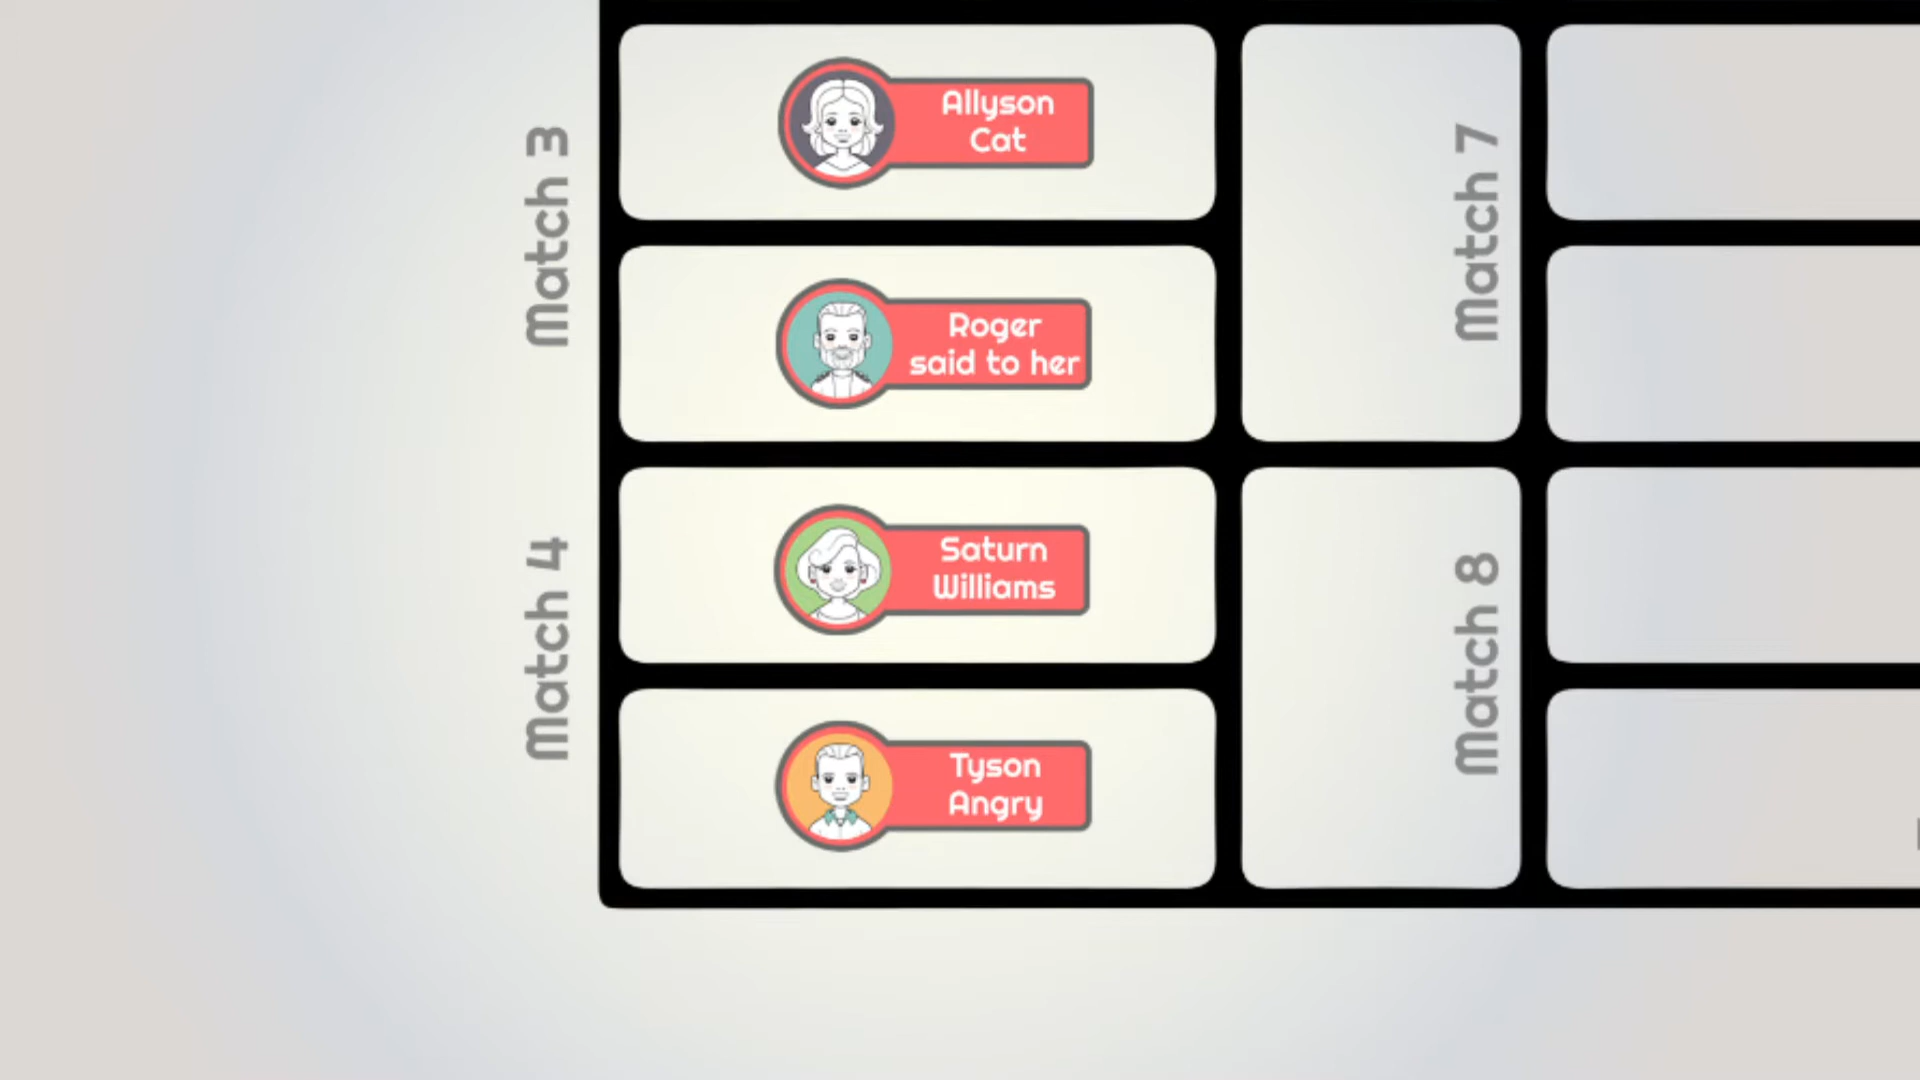 Match 3
Allyson
Cat
Roger
said to her
Match 7
Match 4
Saturn
Williams
Tyson
Angry
Match 8